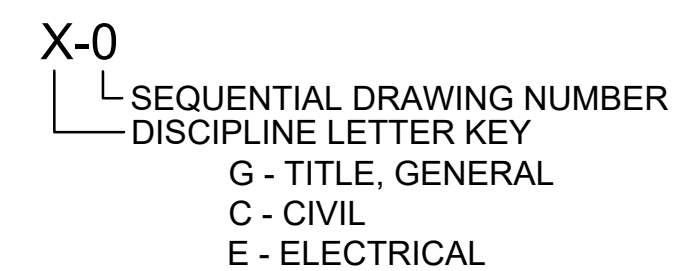 X-0
SEQUENTIAL DRAWING NUMBER
DISCIPLINE LETTER KEY
G - TITLE, GENERAL
C - CIVIL
E - ELECTRICAL